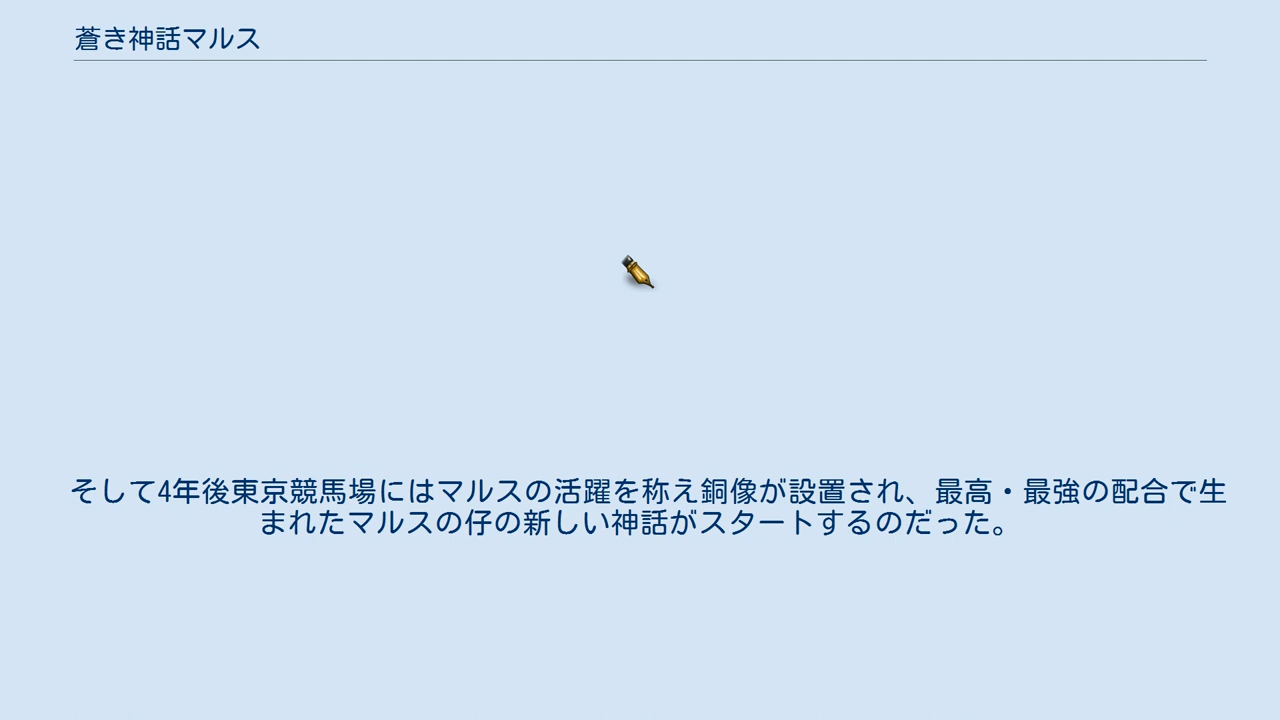 蒼き神話マルス
そして4年後東京競馬場にはマルスの活躍を称え銅像が設置され、最高・最強の配合で生
まれたマルスの仔の新しい神話がスタートするのだった。